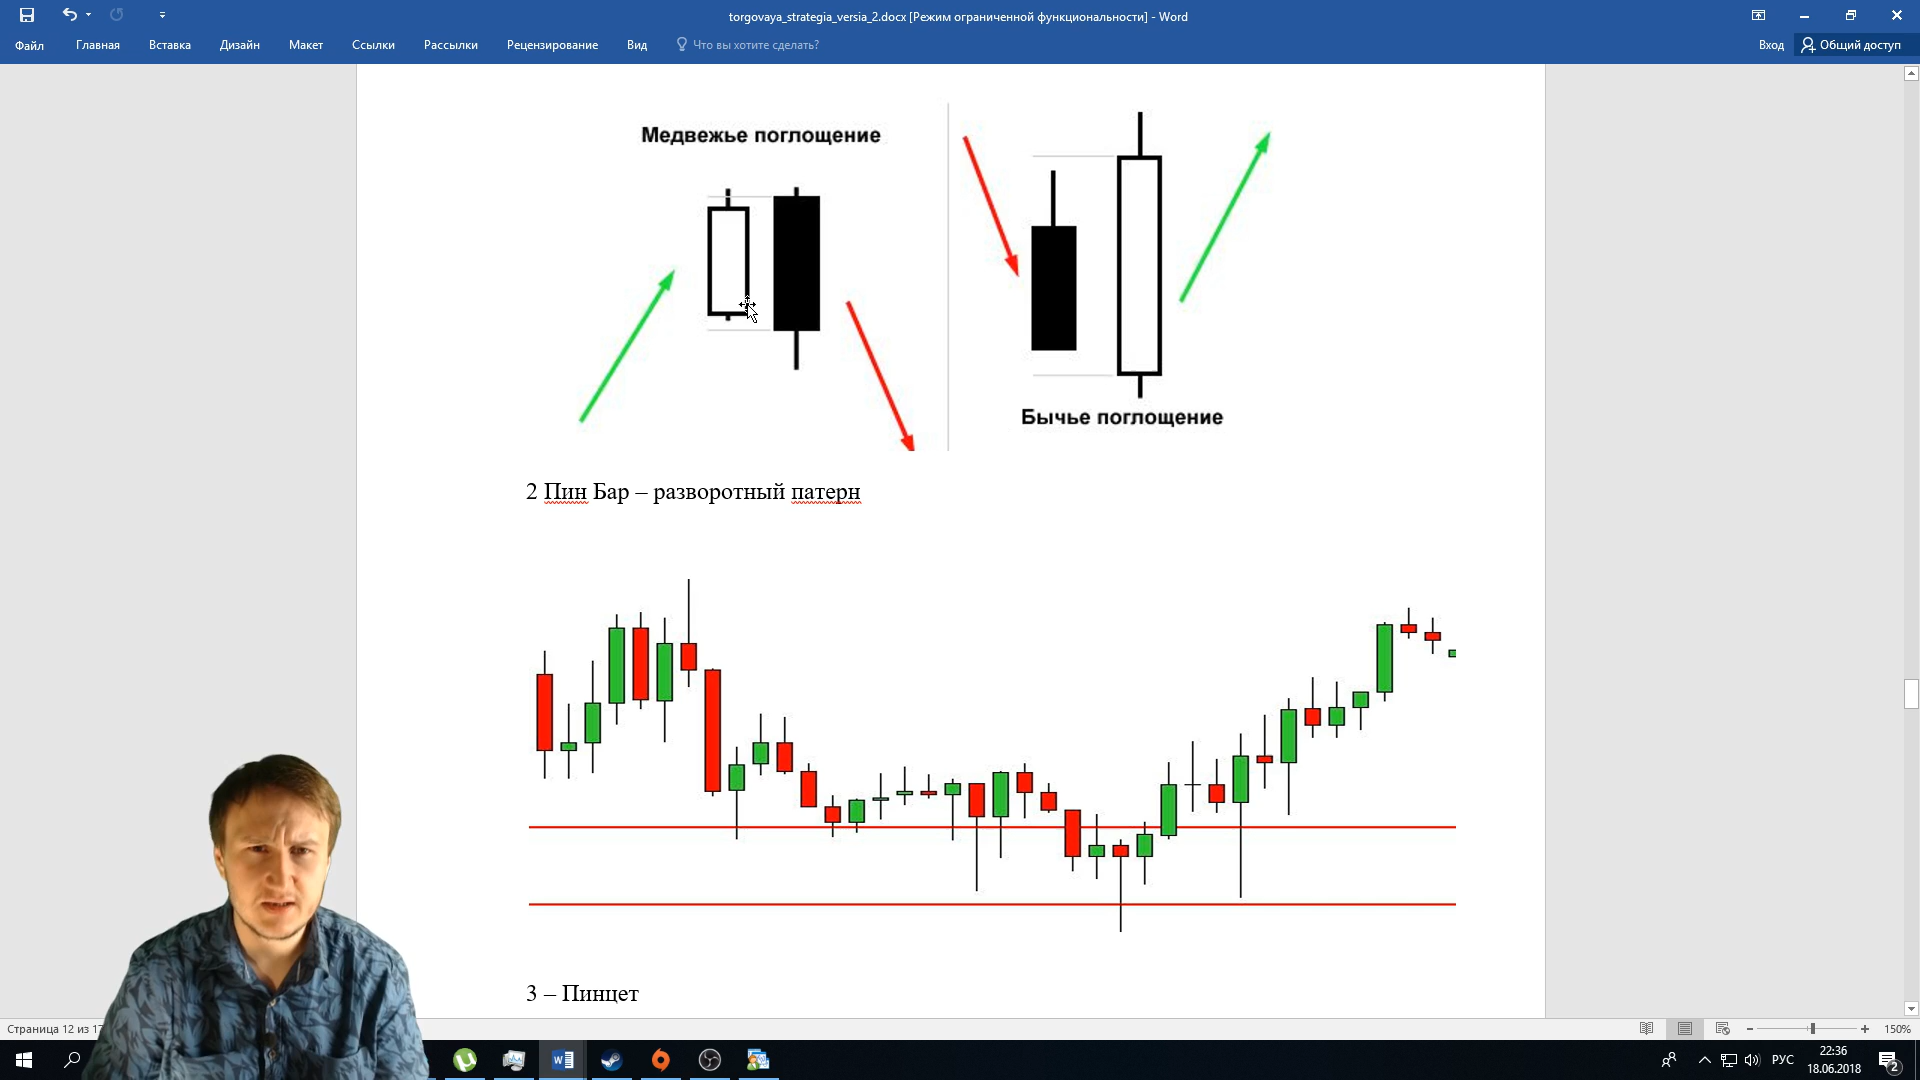 torgovaya_strategia_versia_2.docx [Режим ограниченной функциональности] - Word
Файл Главная Вставка Дизайн Макет Ссылки Рассылки Рецензирование Вид Что вы хотите сделать? Вход Общий доступ
Медвежье поглощение
Бычье поглощение
2 Пин Бар – разворотный патерн
3 – Пинцет
Страница 12 из 17
150%
РУС
22:36
18.06.2018
2